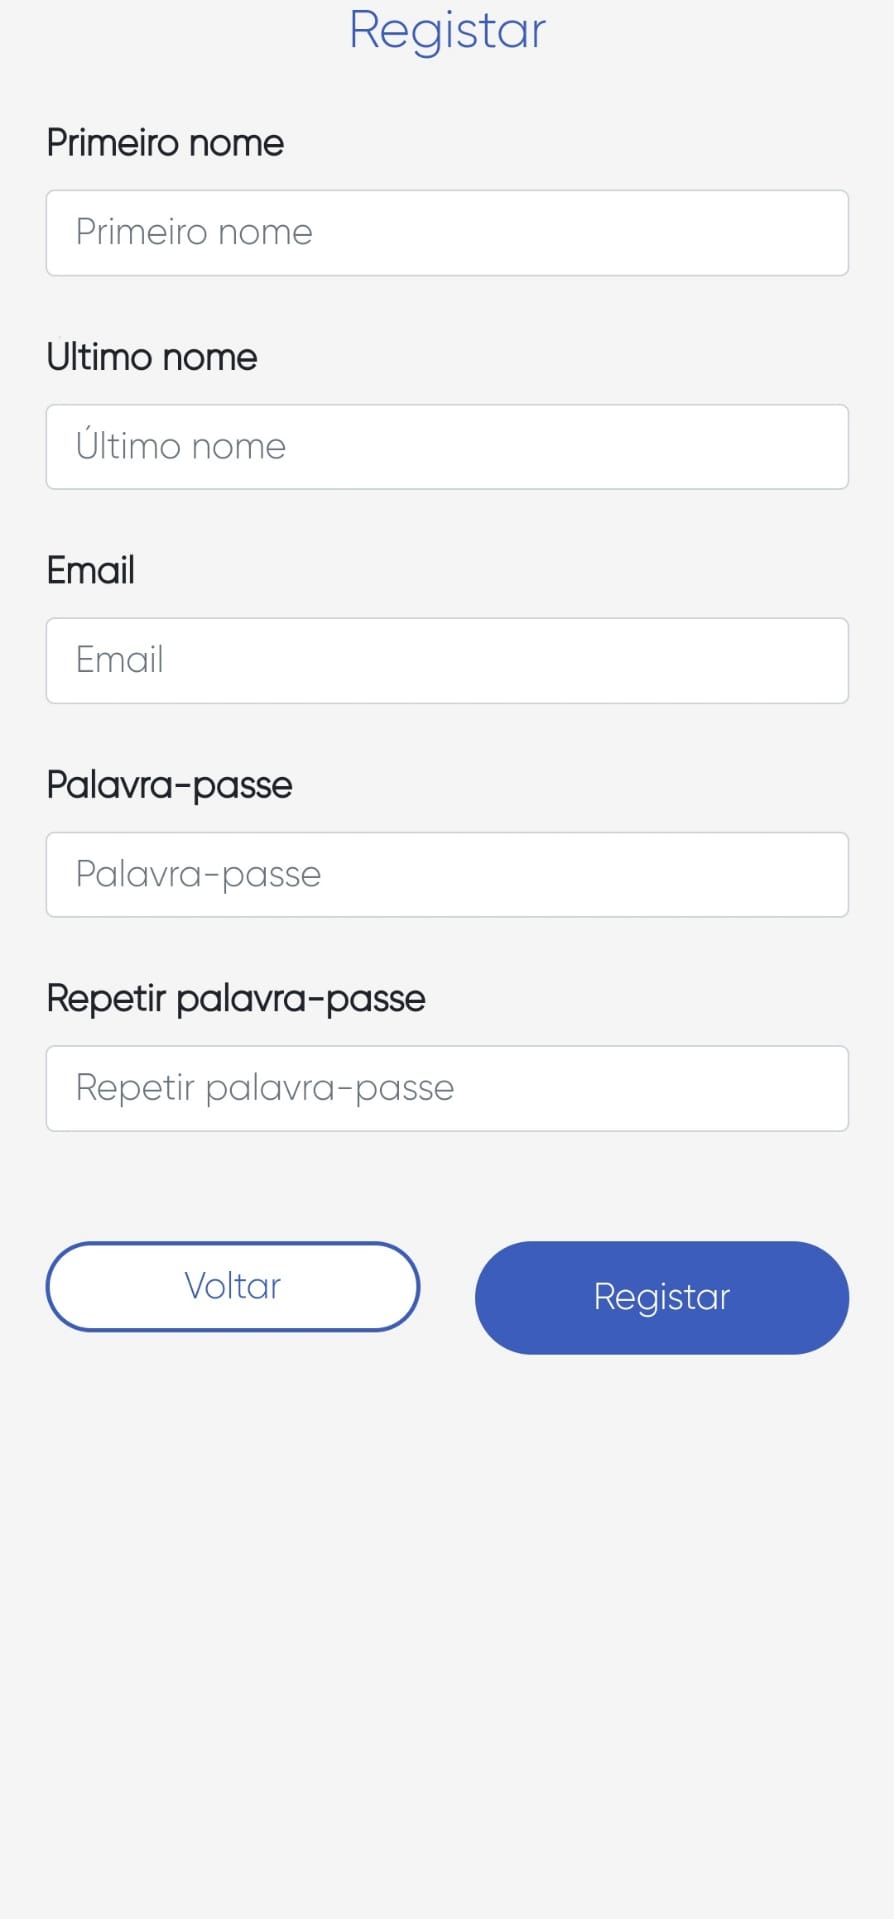 Registar
Primeiro nome
Primeiro nome
Ultimo nome
Último nome
Email
Email
Palavra-passe
Palavra-passe
Repetir palavra-passe
Repetir palavra-passe
Voltar
Registar